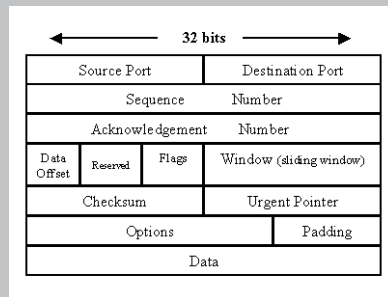 32 bits
Source Port
Destination Port
Sequence Number
Acknowledgement Number
Data
Offset
Reserved
Flags
Window (sliding window)
Checksum
Urgent Pointer
Options
Padding
Data